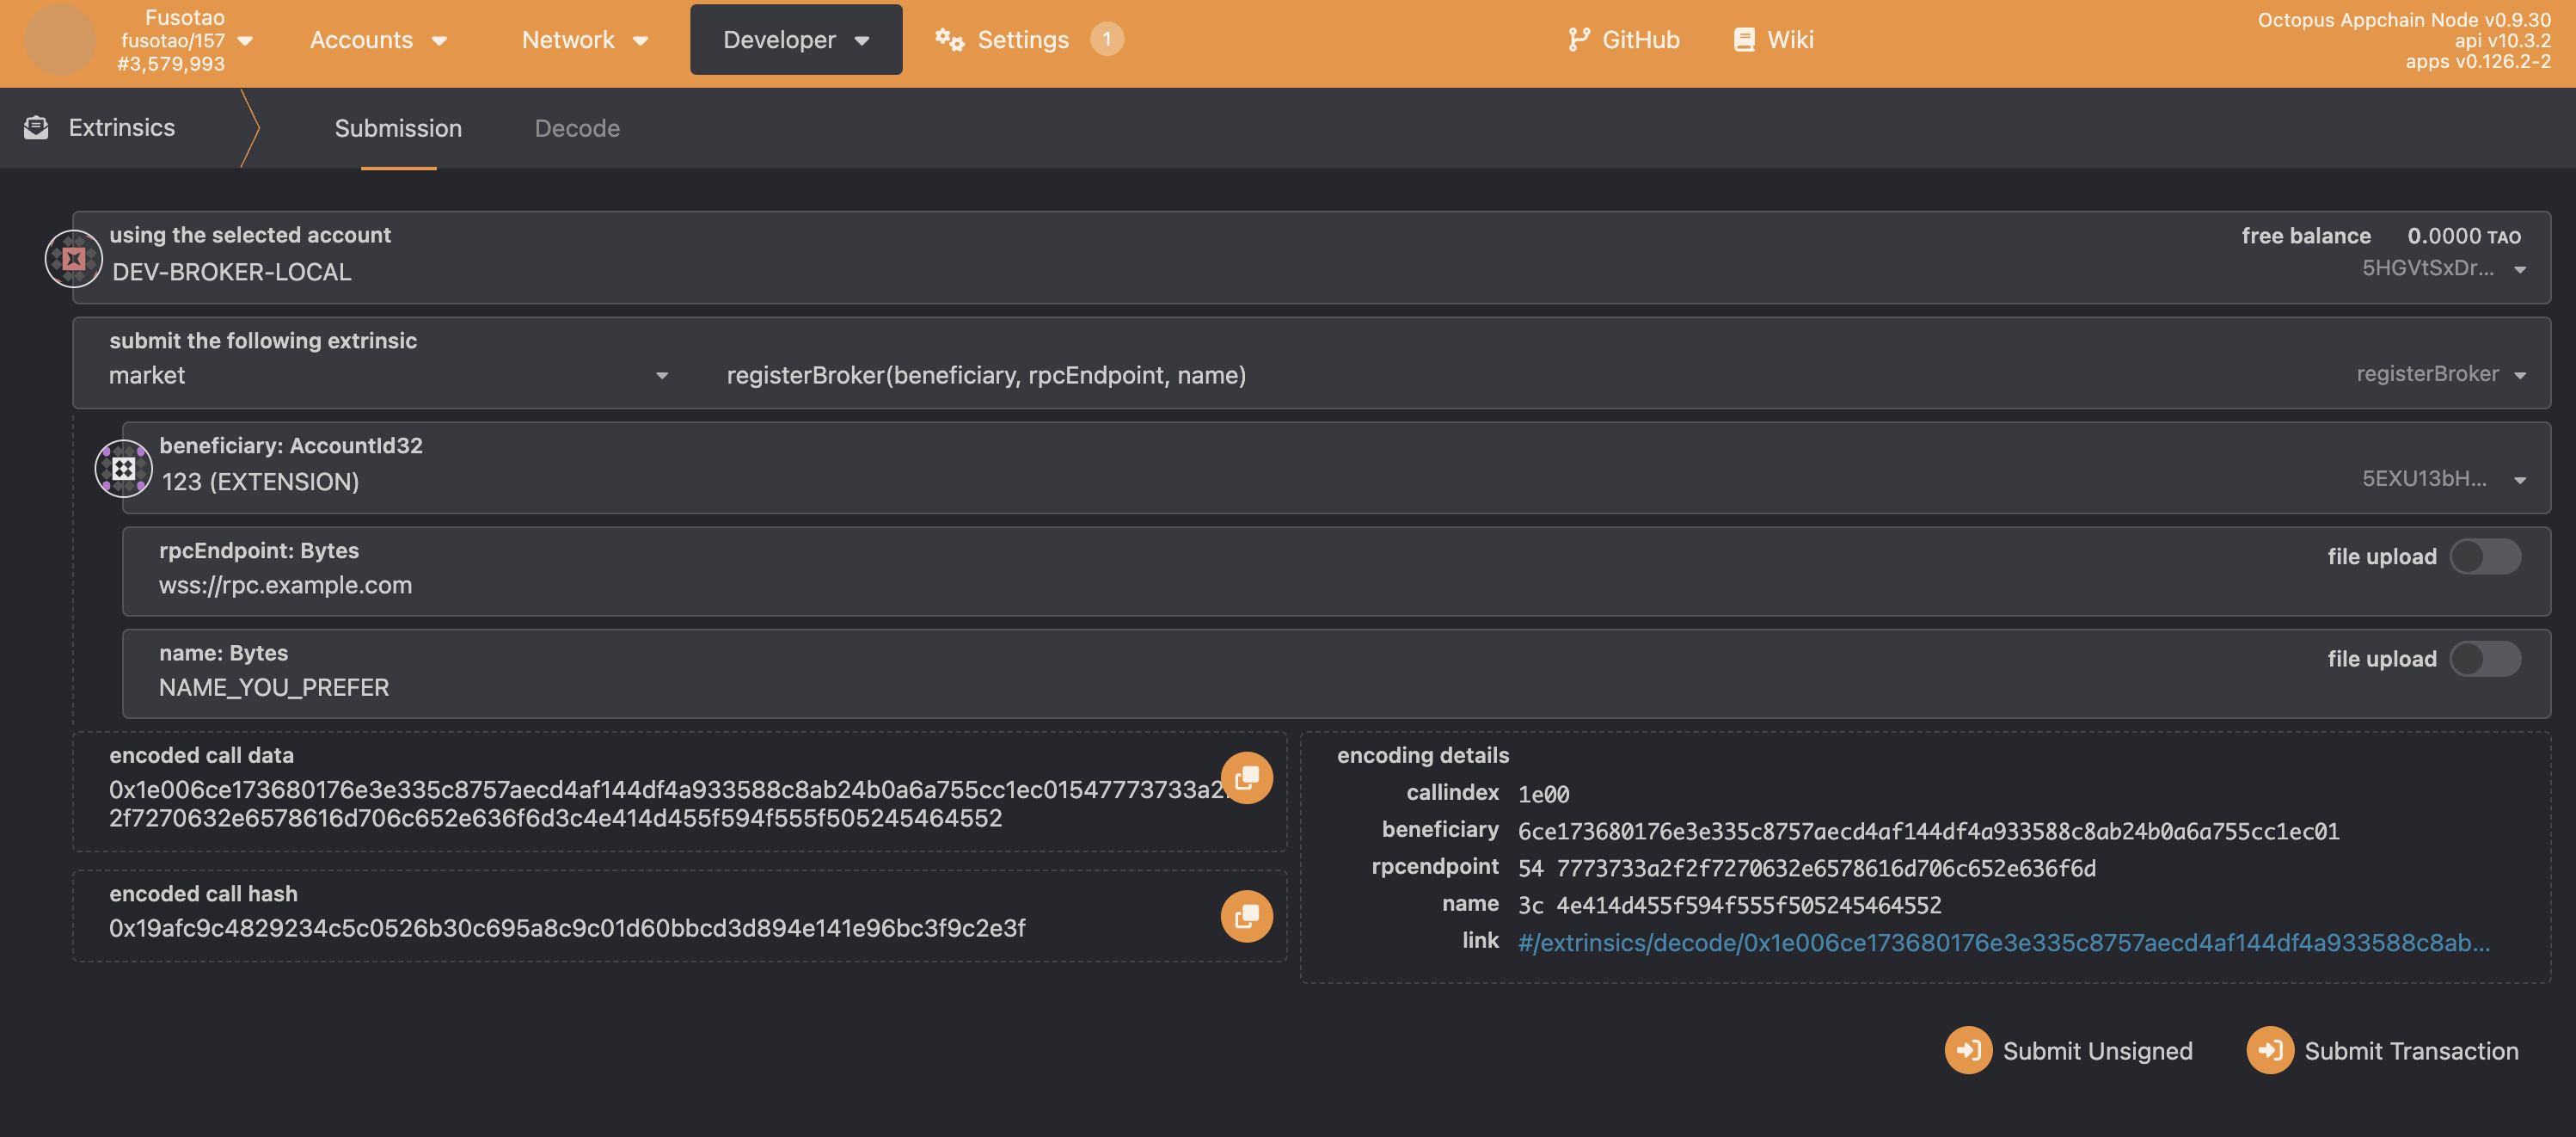 Fusotao
fusotao/157
#3,579,993
Accounts
Network
Developer
Settings
1
GitHub
Wiki
Octopus Appchain Node v0.9.30
api v10.3.2
apps v0.126.2-2
Extrinsics
Submission
Decode
using the selected account
DEV-BROKER-LOCAL
free balance 0.0000 TAO
5HGVtSxDr...
submit the following extrinsic
market
registerBroker(beneficiary, rpcEndpoint, name)
registerBroker
beneficiary: AccountId32
123 (EXTENSION)
5EXU13bH...
rpcEndpoint: Bytes
wss://rpc.example.com
file upload
name: Bytes
NAME_YOU_PREFER
file upload
encoded call data
0x1e006ce173680176e3e335c8757aecd4af144df4a933588c8ab24b0a6a755cc1ec01547773733a2
2f7270632e6578616d706c652e636f6d3c4e414d455f594f555f505245464552
encoded call hash
0x19afc9c4829234c5c0526b30c695a8c9c01d60bbcd3d894e141e96bc3f9c2e3f
encoding details
callindex 1e00
beneficiary 6ce173680176e3e335c8757aecd4af144df4a933588c8ab24b0a6a755cc1ec01
rpcendpoint 54 7773733a2f2f7270632e6578616d706c652e636f6d
name 3c 4e414d455f594f555f505245464552
link #/extrinsics/decode/0x1e006ce173680176e3e335c8757aecd4af144df4a933588c8ab...
Submit Unsigned
Submit Transaction